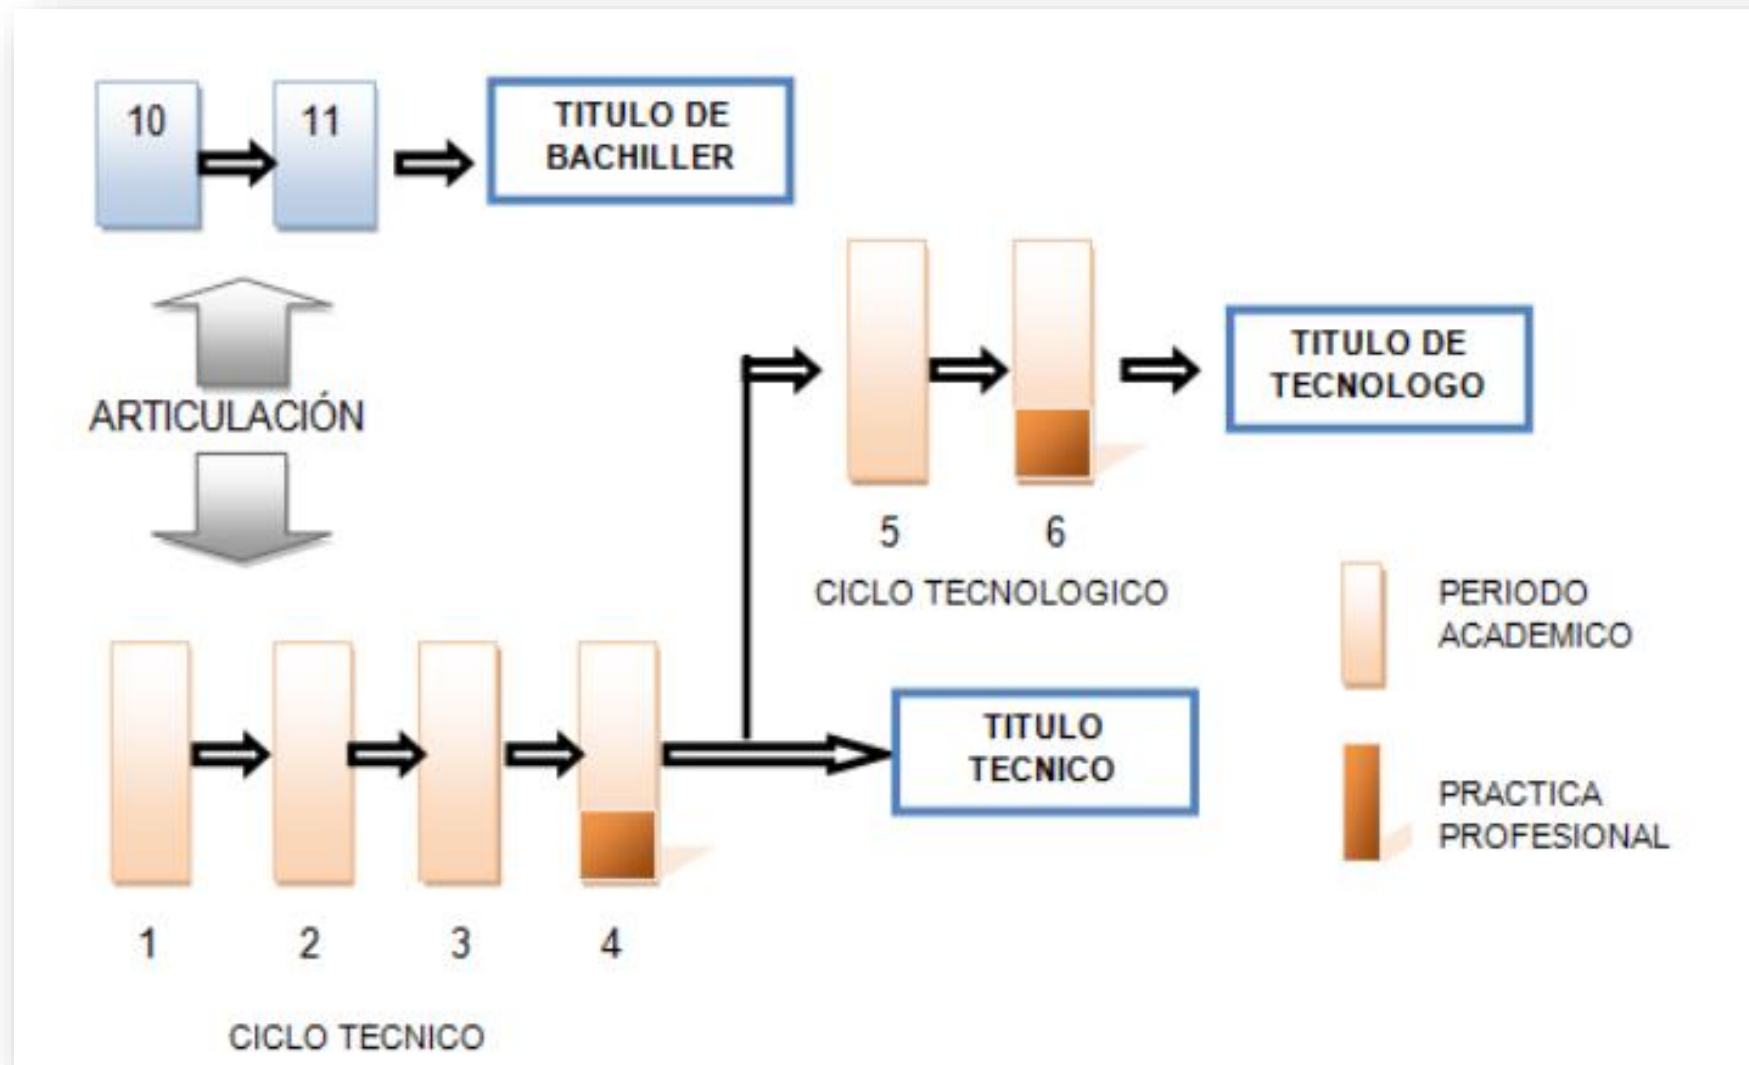 10
11
TITULO DE
BACHILLER
ARTICULACIÓN
TITULO DE
TECNOLOGO
5
6
CICLO TECNOLOGICO
PERIODO
ACADEMICO
TITULO
TECNICO
PRACTICA
PROFESIONAL
1
2
3
4
CICLO TECNICO